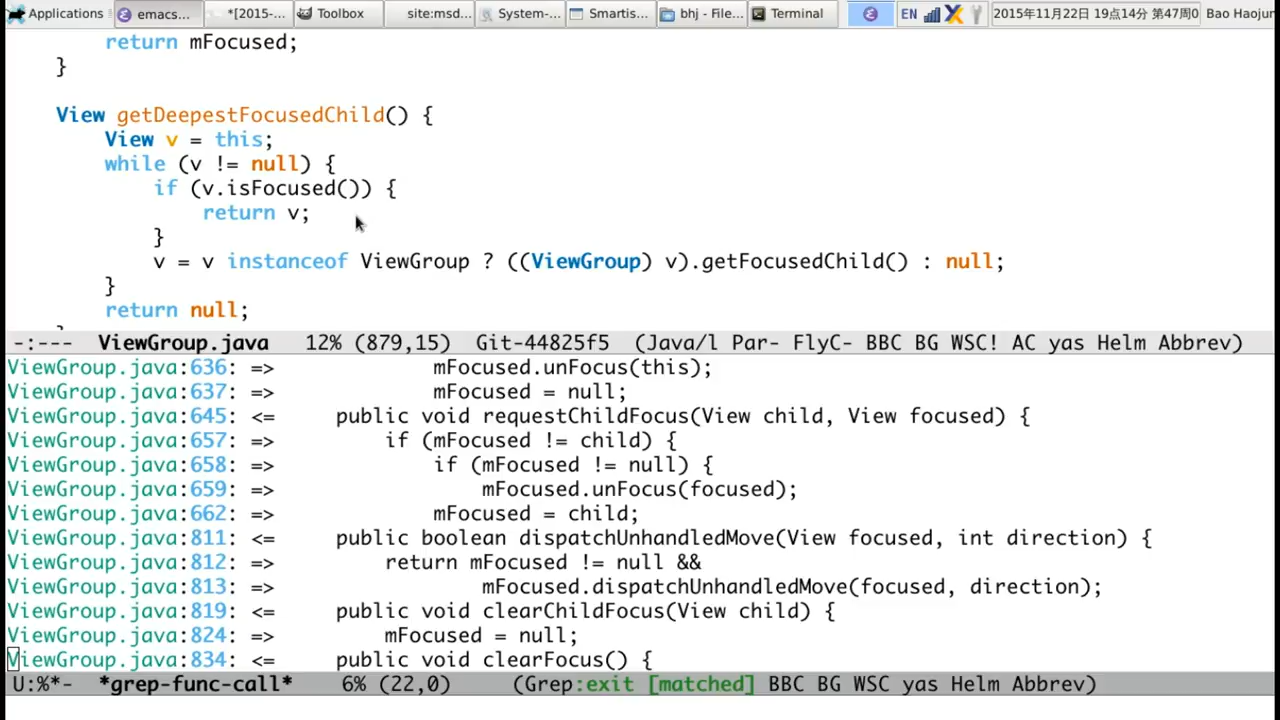 Applications emacs... *[2015-... Toolbox site:msd... System-... Smartis... bhj - File... Terminal EN 2015年11月22日 19点14分 第47周0 Bao Haojun
return mFocused;
}
View getDeepestFocusedChild() {
View v = this;
while (v != null) {
if (v.isFocused()) {
return v;
}
v = v instanceof ViewGroup ? ((ViewGroup) v).getFocusedChild() : null;
}
return null;
-:--- ViewGroup.java 12% (879,15) Git-44825f5 (Java/l Par- FlyC- BBC BG WSC! AC yas Helm Abbrev)
ViewGroup.java:636: => mFocused.unFocus(this);
ViewGroup.java:637: => mFocused = null;
ViewGroup.java:645: <= public void requestChildFocus(View child, View focused) {
ViewGroup.java:657: => if (mFocused != child) {
ViewGroup.java:658: => if (mFocused != null) {
ViewGroup.java:659: => mFocused.unFocus(focused);
ViewGroup.java:662: => mFocused = child;
ViewGroup.java:811: <= public boolean dispatchUnhandledMove(View focused, int direction) {
ViewGroup.java:812: => return mFocused != null &&
ViewGroup.java:813: => mFocused.dispatchUnhandledMove(focused, direction);
ViewGroup.java:819: <= public void clearChildFocus(View child) {
ViewGroup.java:824: => mFocused = null;
ViewGroup.java:834: <= public void clearFocus() {
U:%*- *grep-func-call* 6% (22,0) (Grep:exit [matched] BBC BG WSC yas Helm Abbrev)